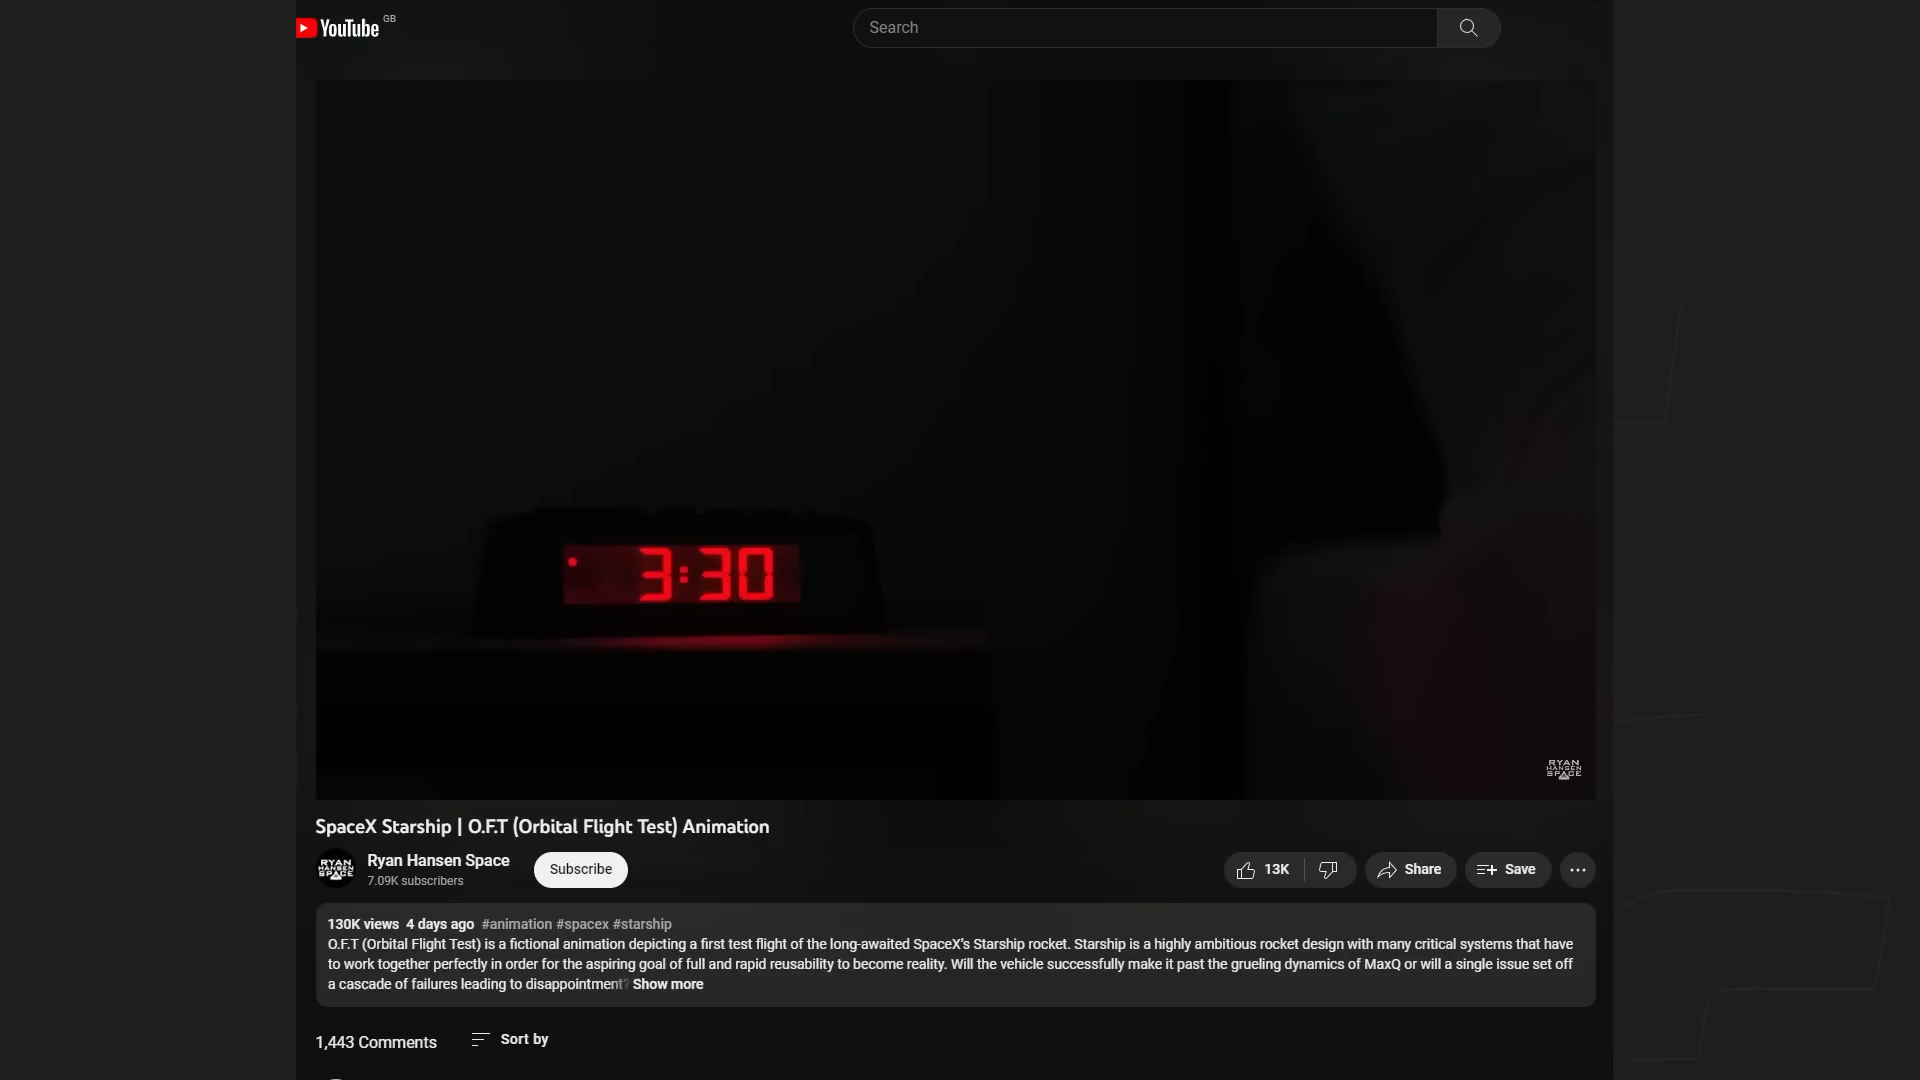 YouTube GB
Search
3:30
RYAN
HANSEN
SPACE
SpaceX Starship | O.F.T (Orbital Flight Test) Animation
RYAN
HANSEN
SPACE
Ryan Hansen Space
7.09K subscribers
Subscribe
13K
Share
Save
130K views 4 days ago #animation #spacex #starship
O.F.T (Orbital Flight Test) is a fictional animation depicting a first test flight of the long-awaited SpaceX's Starship rocket. Starship is a highly ambitious rocket design with many critical systems that have
to work together perfectly in order for the aspiring goal of full and rapid reusability to become reality. Will the vehicle successfully make it past the grueling dynamics of MaxQ or will a single issue set off
a cascade of failures leading to disappointment? Show more
1,443 Comments
Sort by